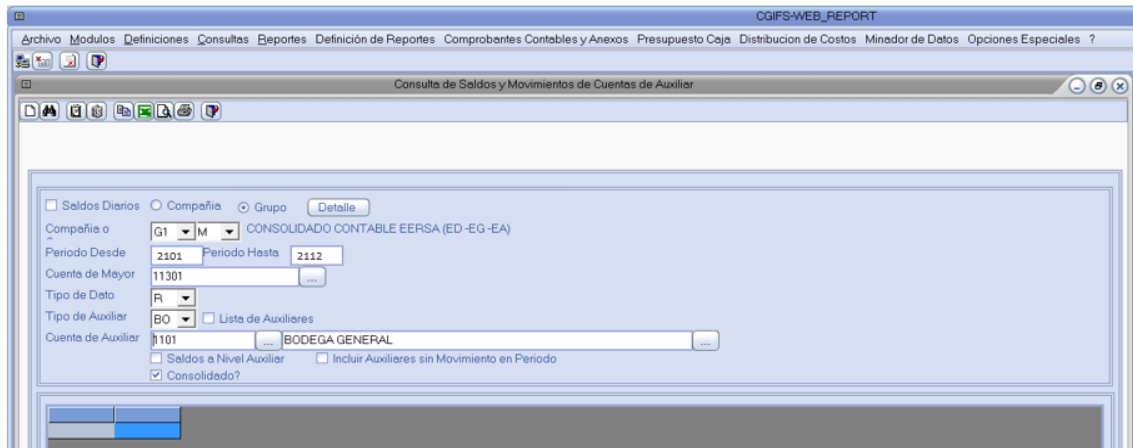 CGIFS-WEB_REPORT
Archivo Modulos Definiciones Consultas Reportes Definición de Reportes Comprobantes Contables y Anexos Presupuesto Caja Distribucion de Costos Minador de Datos Opciones Especiales ?
Consulta de Saldos y Movimientos de Cuentas de Auxiliar
Saldos Diarios Compañia Grupo Detalle
Compañia o G1 M CONSOLIDADO CONTABLE EERSA (ED -EG -EA)
Periodo Desde 2101 Periodo Hasta 2112
Cuenta de Mayor 11301 ...
Tipo de Dato R
Tipo de Auxiliar BO Lista de Auxiliares
Cuenta de Auxiliar 1101 ... BODEGA GENERAL ...
Saldos a Nivel Auxiliar Incluir Auxiliares sin Movimiento en Periodo
Consolidado?